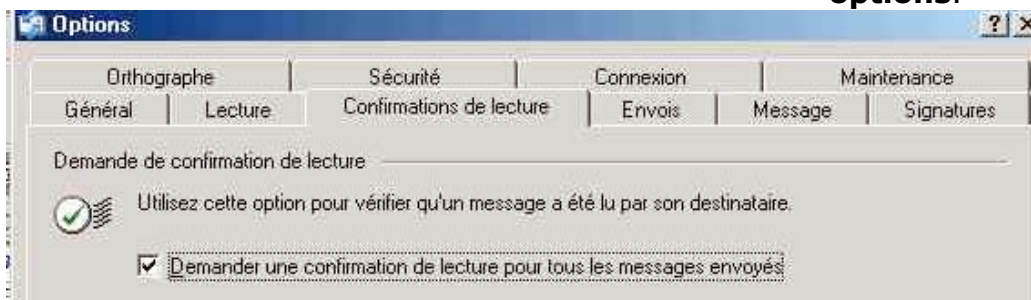 options.
Options
Orthographe Sécurité Connexion Maintenance
Général Lecture Confirmations de lecture Envois Message Signatures
Demande de confirmation de lecture
Utilisez cette option pour vérifier qu'un message a été lu par son destinataire.
Demander une confirmation de lecture pour tous les messages envoyés